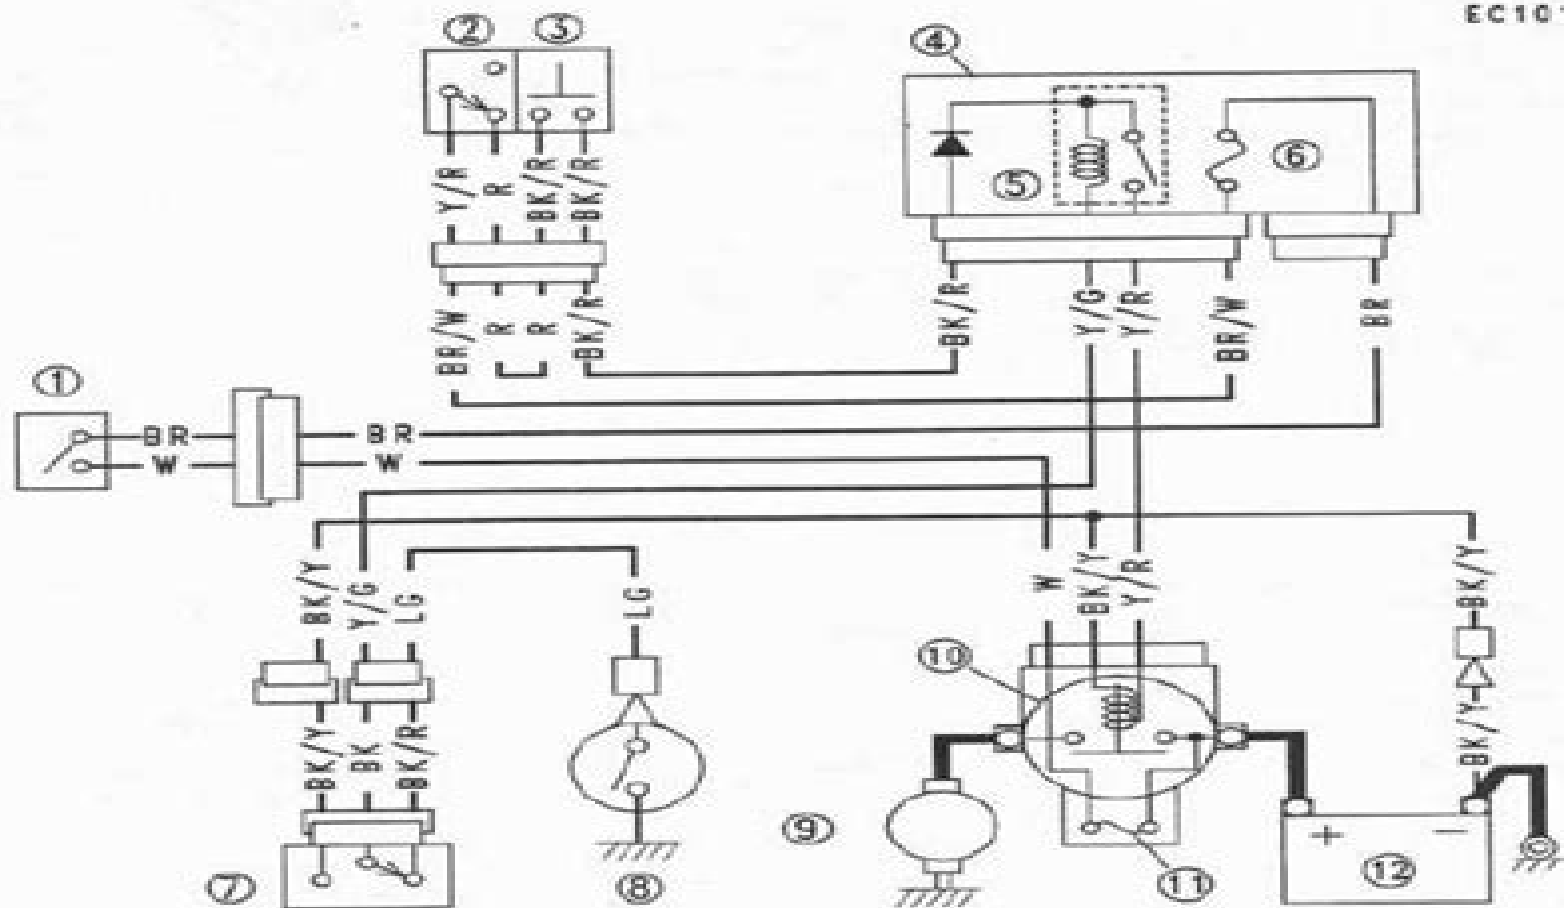 EC10
② ③
④
Y/R R BK/R BK/R
⑤ ⑥
BR/W R R BK/R
BK/R Y/G Y/R BR/W BR
①
BR BR
W W
BK/Y Y/G LG
LG
W BK/Y Y/R
BK/Y
⑩
BK/Y BK BK/R
BK/Y
⑨
+ −
⑦ ⑧ ⑪ ⑫